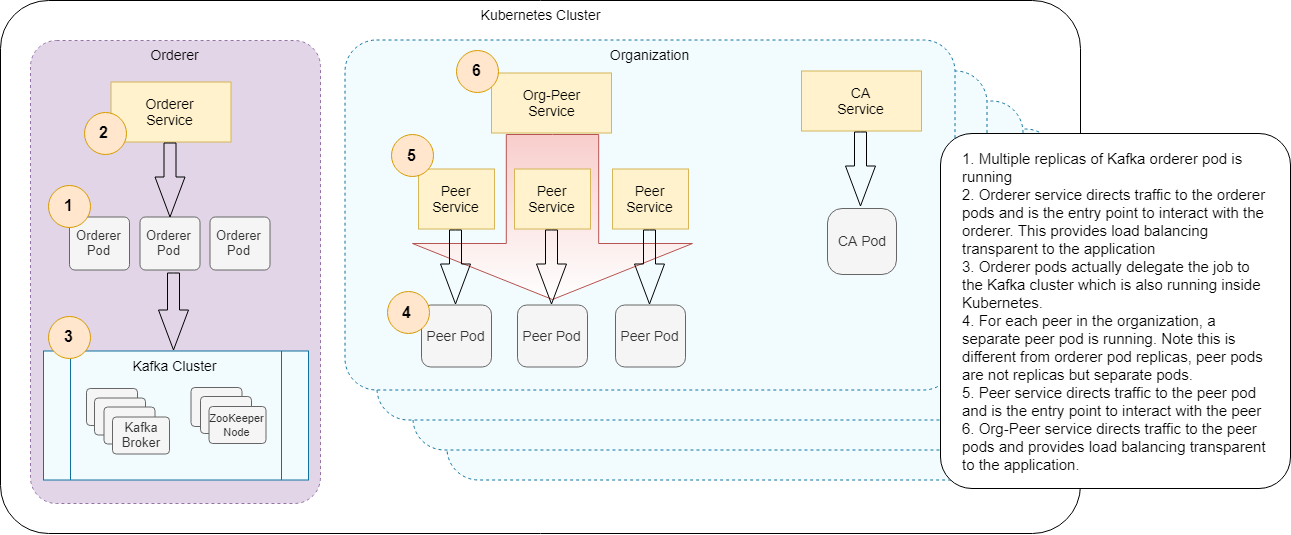 Kubernetes Cluster
Orderer
Orderer
Service
2
1
Orderer
Pod
Orderer
Pod
Orderer
Pod
3
Kafka Cluster
Kafka
Broker
ZooKeeper
Node
Organization
6
Org-Peer
Service
5
Peer
Service
Peer
Service
Peer
Service
4
Peer Pod
Peer Pod
Peer Pod
CA
Service
CA Pod
1. Multiple replicas of Kafka orderer pod is
running
2. Orderer service directs traffic to the orderer
pods and is the entry point to interact with the
orderer. This provides load balancing
transparent to the application
3. Orderer pods actually delegate the job to
the Kafka cluster which is also running inside
Kubernetes.
4. For each peer in the organization, a
separate peer pod is running. Note this is
different from orderer pod replicas, peer pods
are not replicas but separate pods.
5. Peer service directs traffic to the peer pod
and is the entry point to interact with the peer
6. Org-Peer service directs traffic to the peer
pods and provides load balancing transparent
to the application.